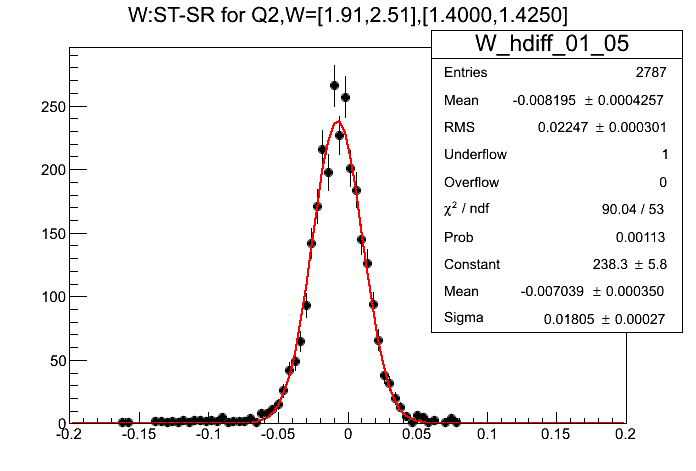 W:ST-SR for Q2,W=[1.91,2.51],[1.4000,1.4250]
W_hdiff_01_05
Entries 2787
Mean -0.008195 ± 0.0004257
RMS 0.02247 ± 0.000301
Underflow 1
Overflow 0
χ² / ndf 90.04 / 53
Prob 0.00113
Constant 238.3 ± 5.8
Mean -0.007039 ± 0.000350
Sigma 0.01805 ± 0.00027
250
200
150
100
50
0
-0.2 -0.15 -0.1 -0.05 0 0.05 0.1 0.15 0.2